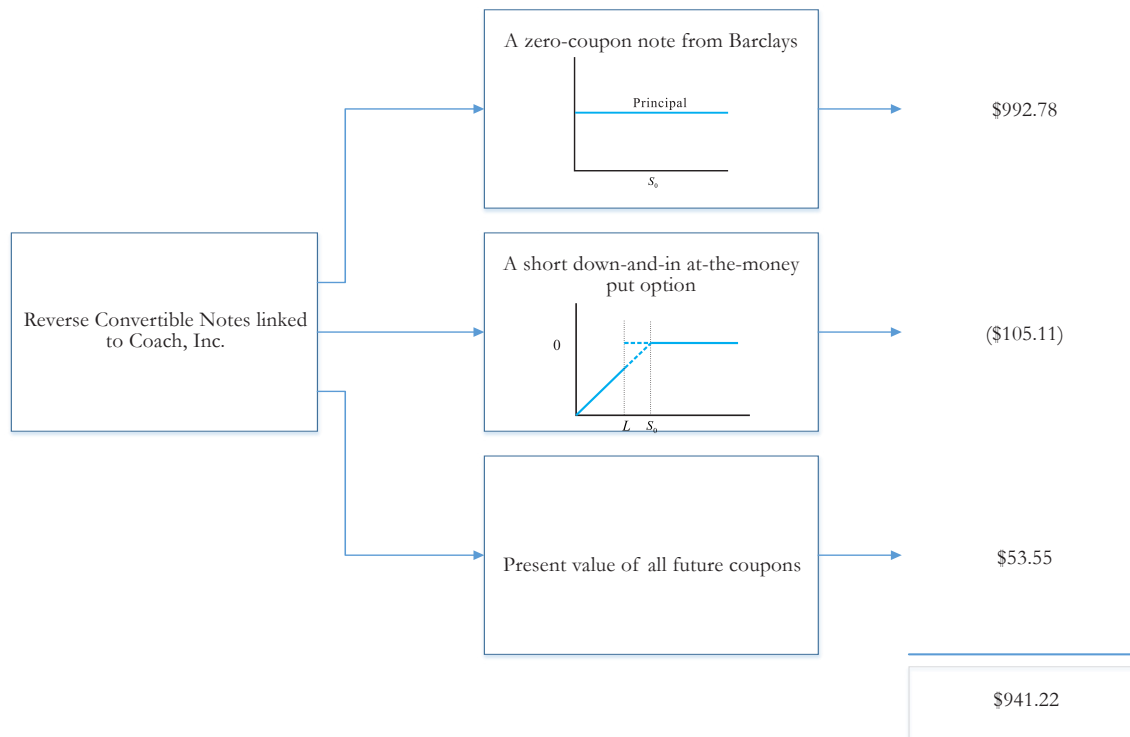 A zero-coupon note from Barclays
Principal
S₀
$992.78
Reverse Convertible Notes linked
to Coach, Inc.
A short down-and-in at-the-money
put option
0
L S₀
($105.11)
Present value of all future coupons
$53.55
$941.22